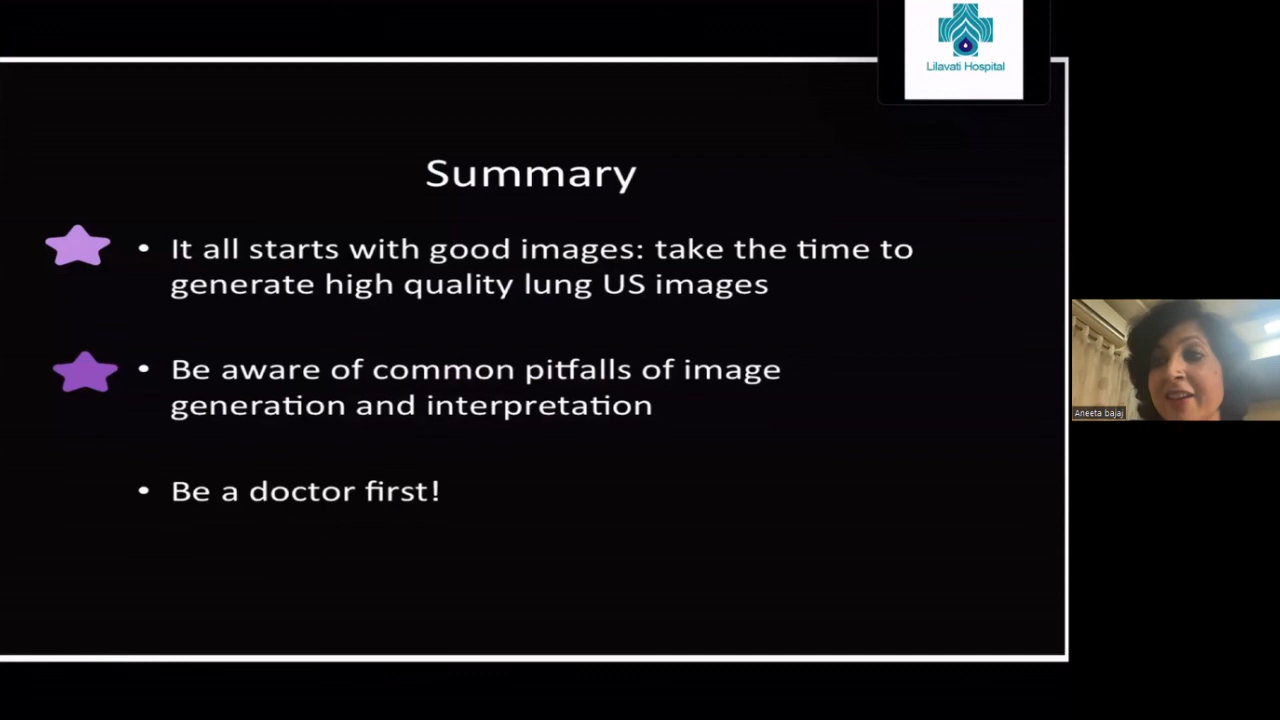 Lilavati Hospital
Summary
• It all starts with good images: take the time to
generate high quality lung US images
• Be aware of common pitfalls of image
generation and interpretation
• Be a doctor first!
Aneeta bajaj